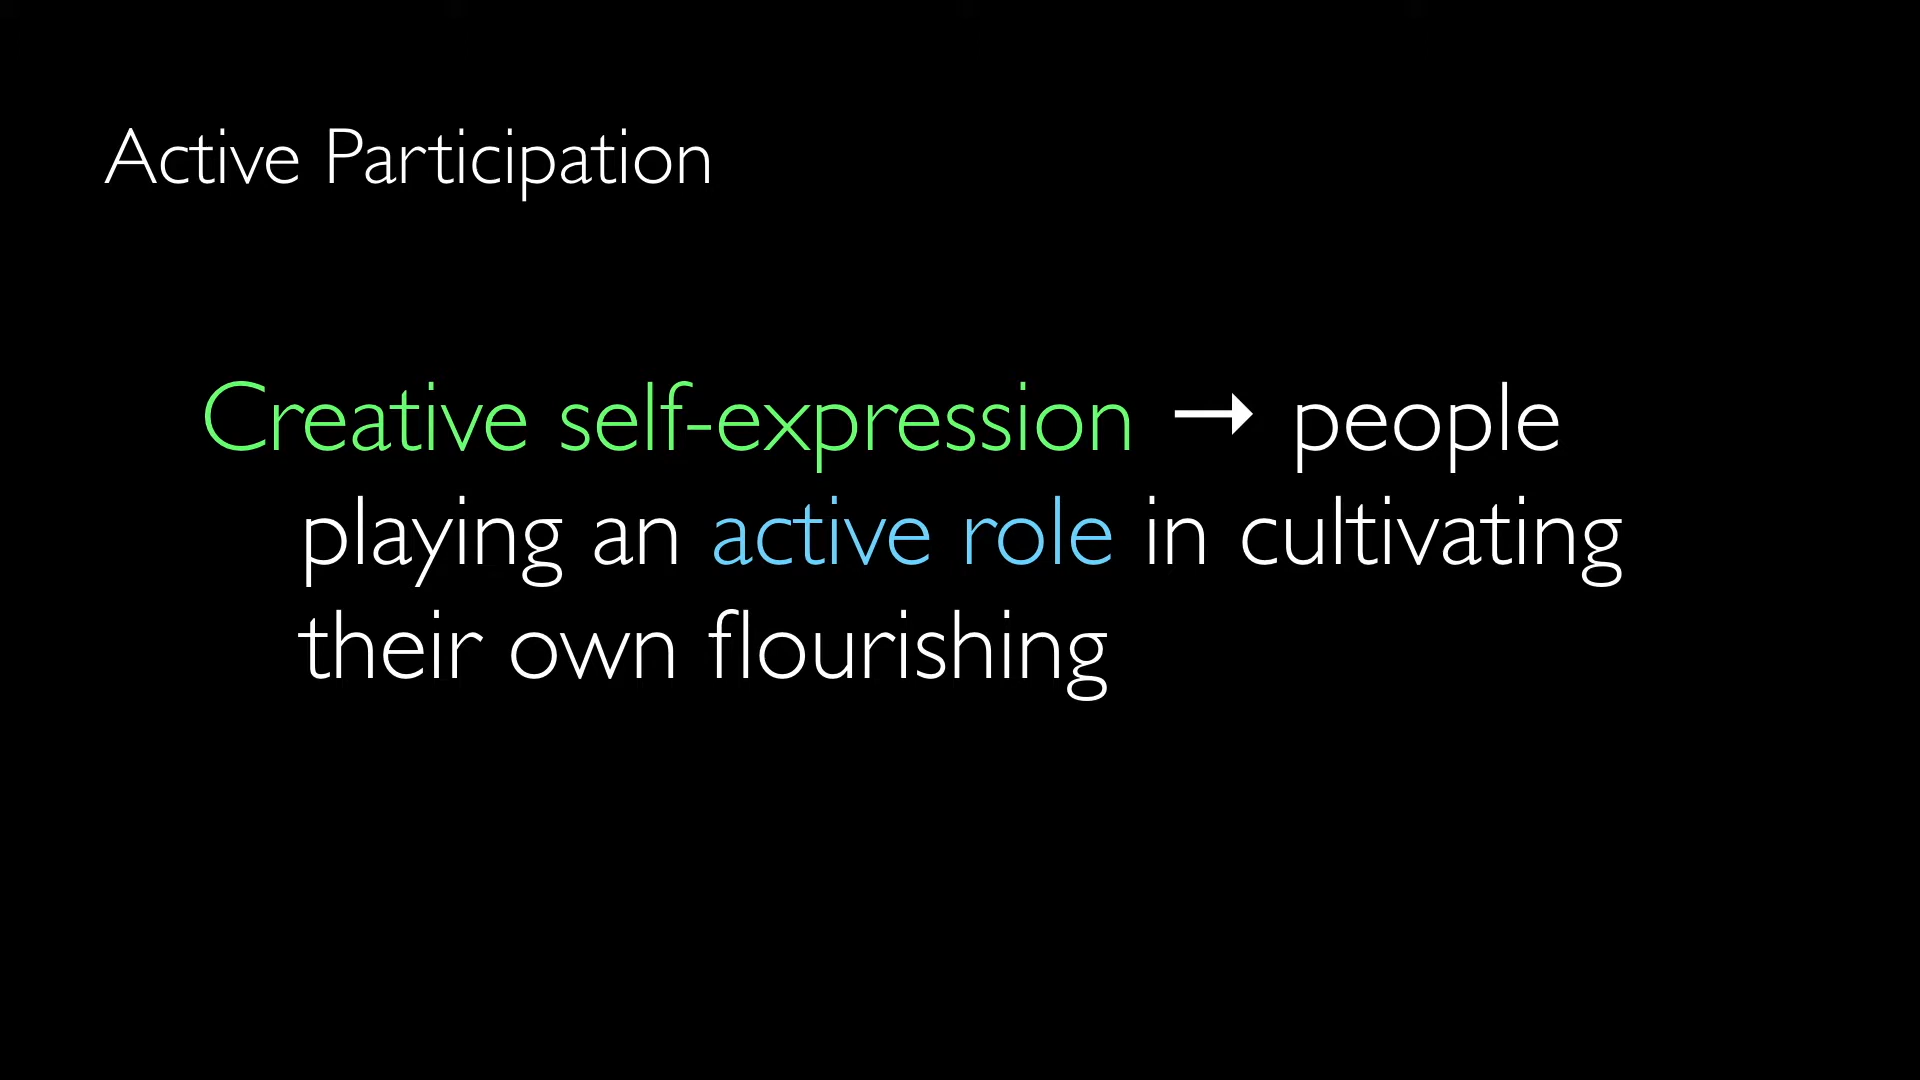 Active Participation
Creative self-expression → people
playing an active role in cultivating
their own flourishing